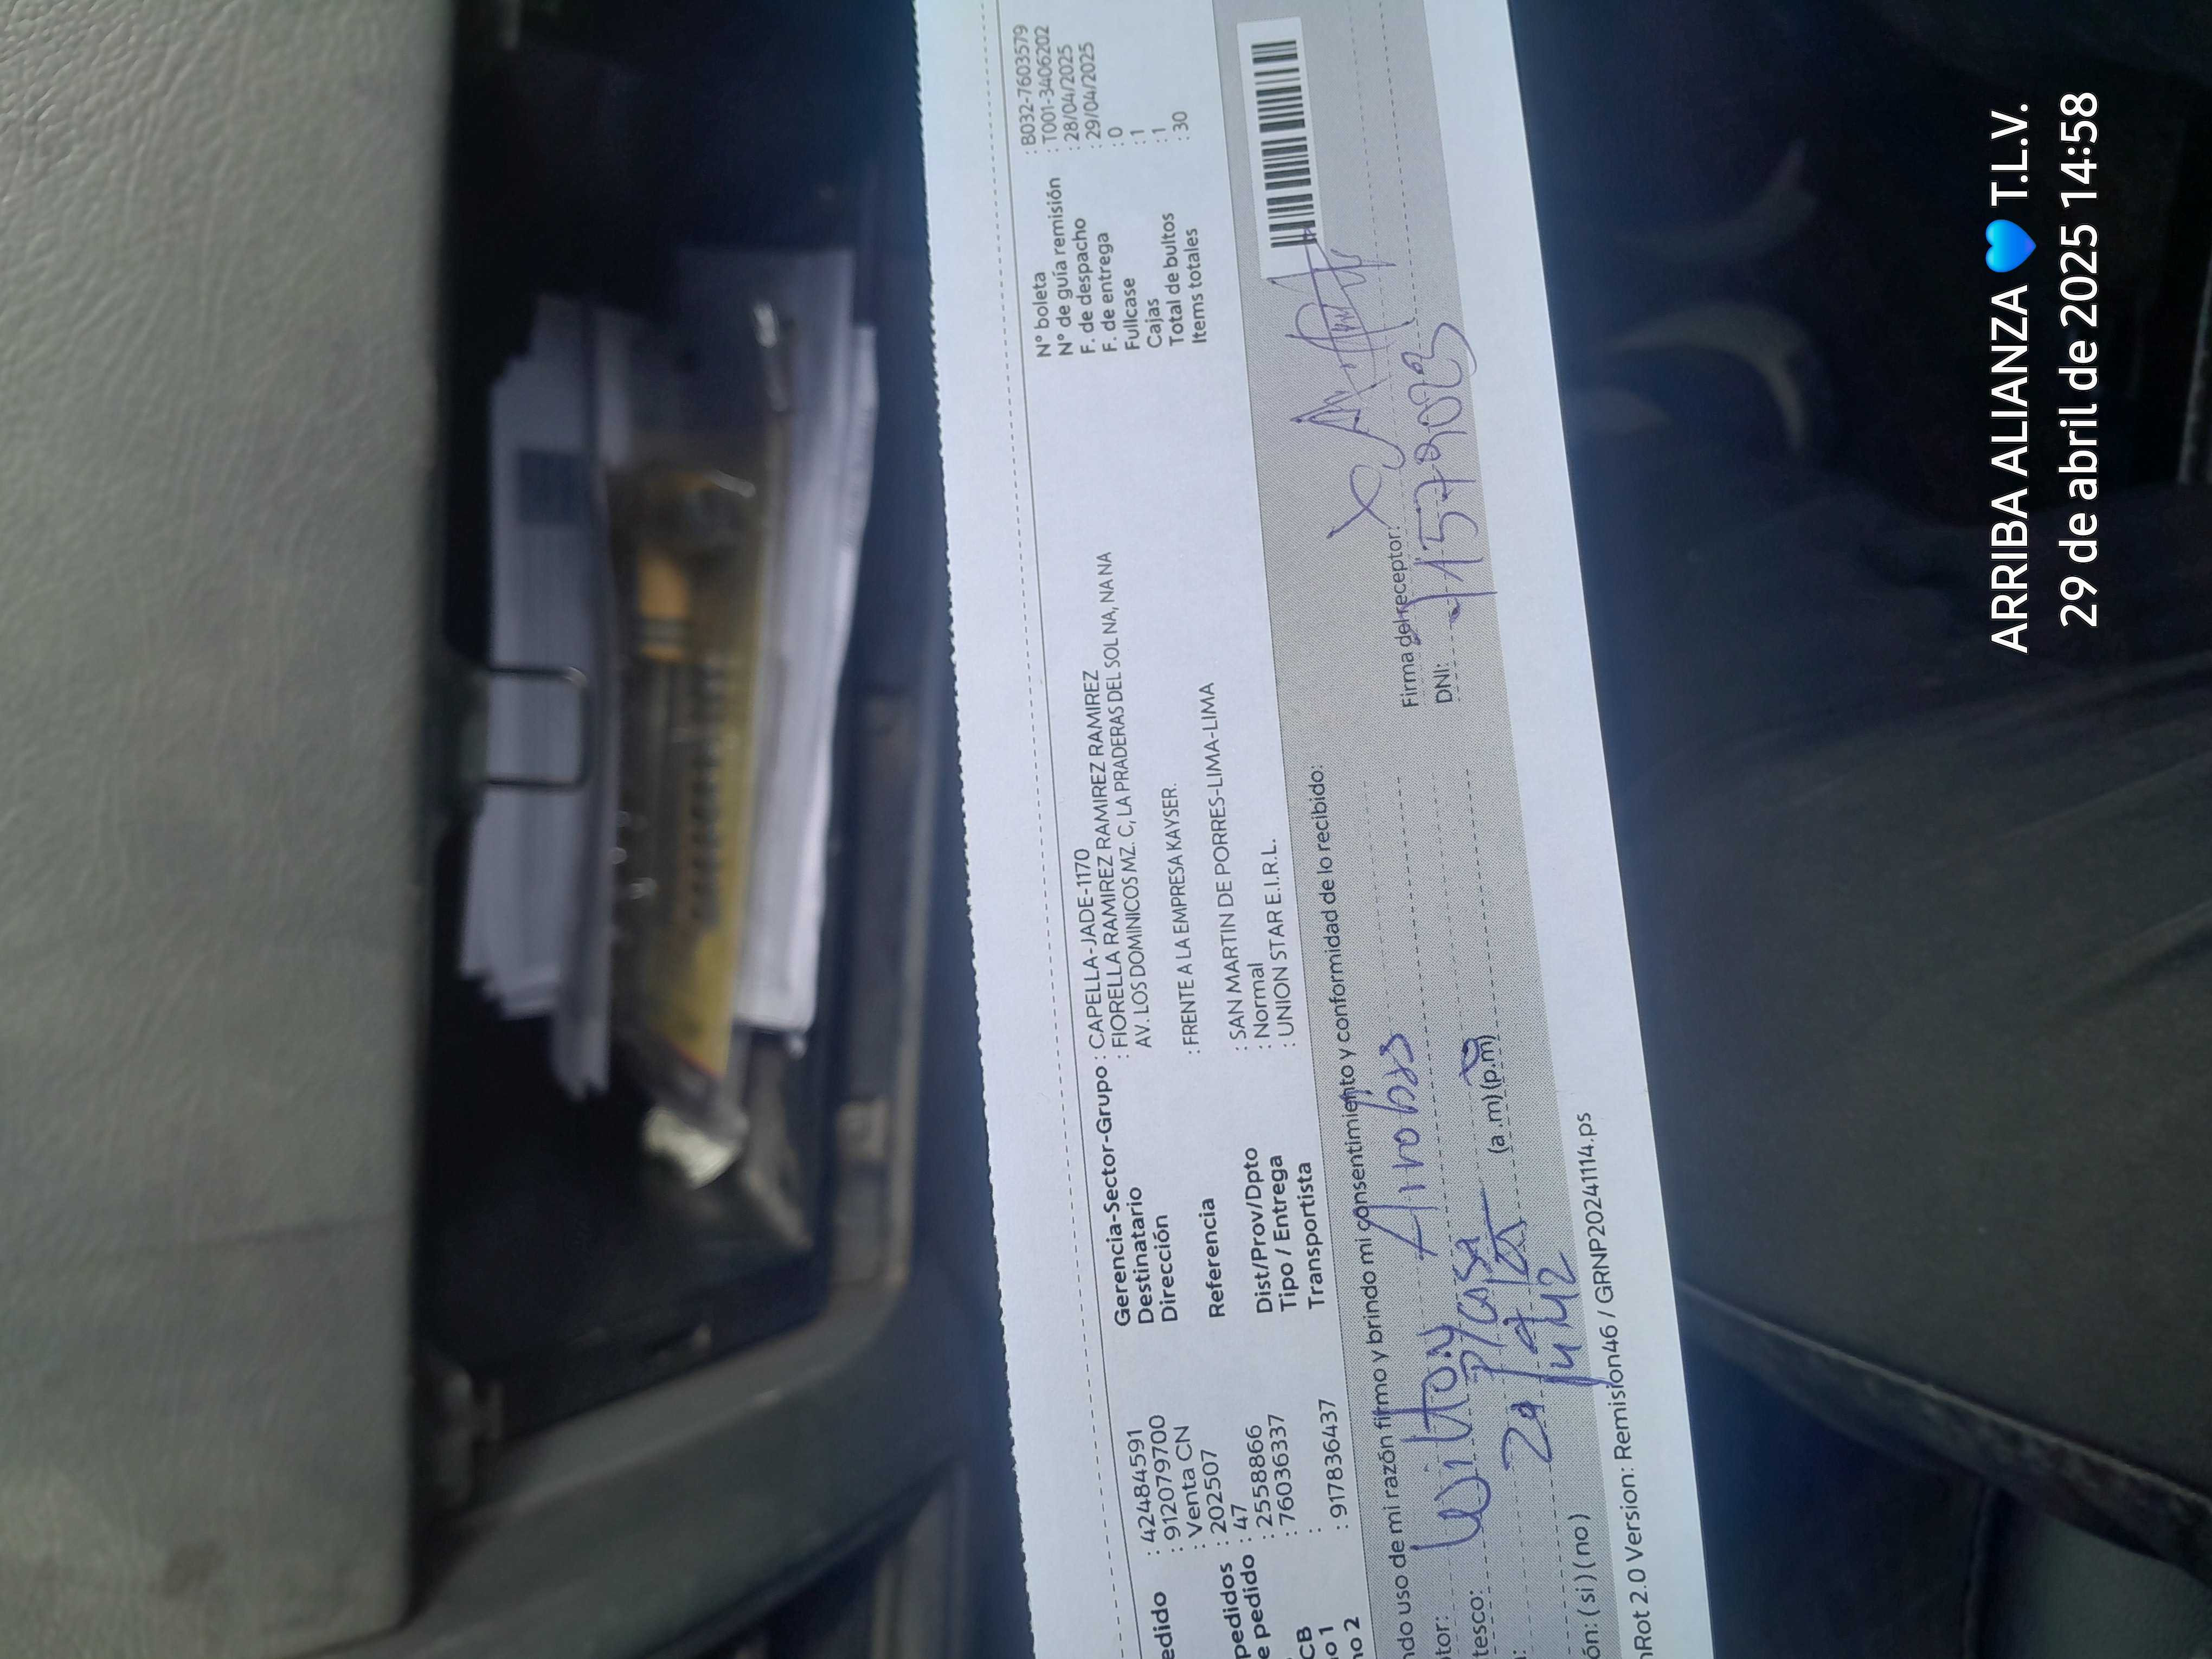 edido : 42484591
: 912079700
: Venta CN
pedidos : 202507
e pedido : 47
: 25588866
CB : 76036337
no 1 :
no 2 : 917836437
Gerencia-Sector-Grupo : CAPELLA-JADE-1170
Destinatario : FIORELLA RAMIREZ RAMIREZ RAMIREZ RAMIREZ
Dirección AV. LOS DOMINICOS MZ. C, LA PRADERAS DEL SOL NA, NA NA
Referencia : FRENTE A LA EMPRESA KAYSER.
Dist/Prov/Dpto : SAN MARTIN DE PORRES-LIMA-LIMA
Tipo / Entrega : Normal
Transportista : UNION STAR E.I.R.L.
N° boleta : B032-7603579
N° de guía remisión : T001-3406202
F. de despacho : 28/04/2025
F. de entrega : 29/04/2025
Fullcase : 0
Cajas : 1
Total de bultos : 1
Items totales : 30
ndo uso de mi razón firmo y brindo mi consentimiento y conformidad de lo recibido:
tor:
tesco:
(a .m) (p.m)
Firma del receptor:
DNI:
ón: ( si ) ( no )
nRot 2.0 Version: Remision46 / GRNP20241114.ps
ARRIBA ALIANZA 💙 T.L.V.
29 de abril de 2025 14:58